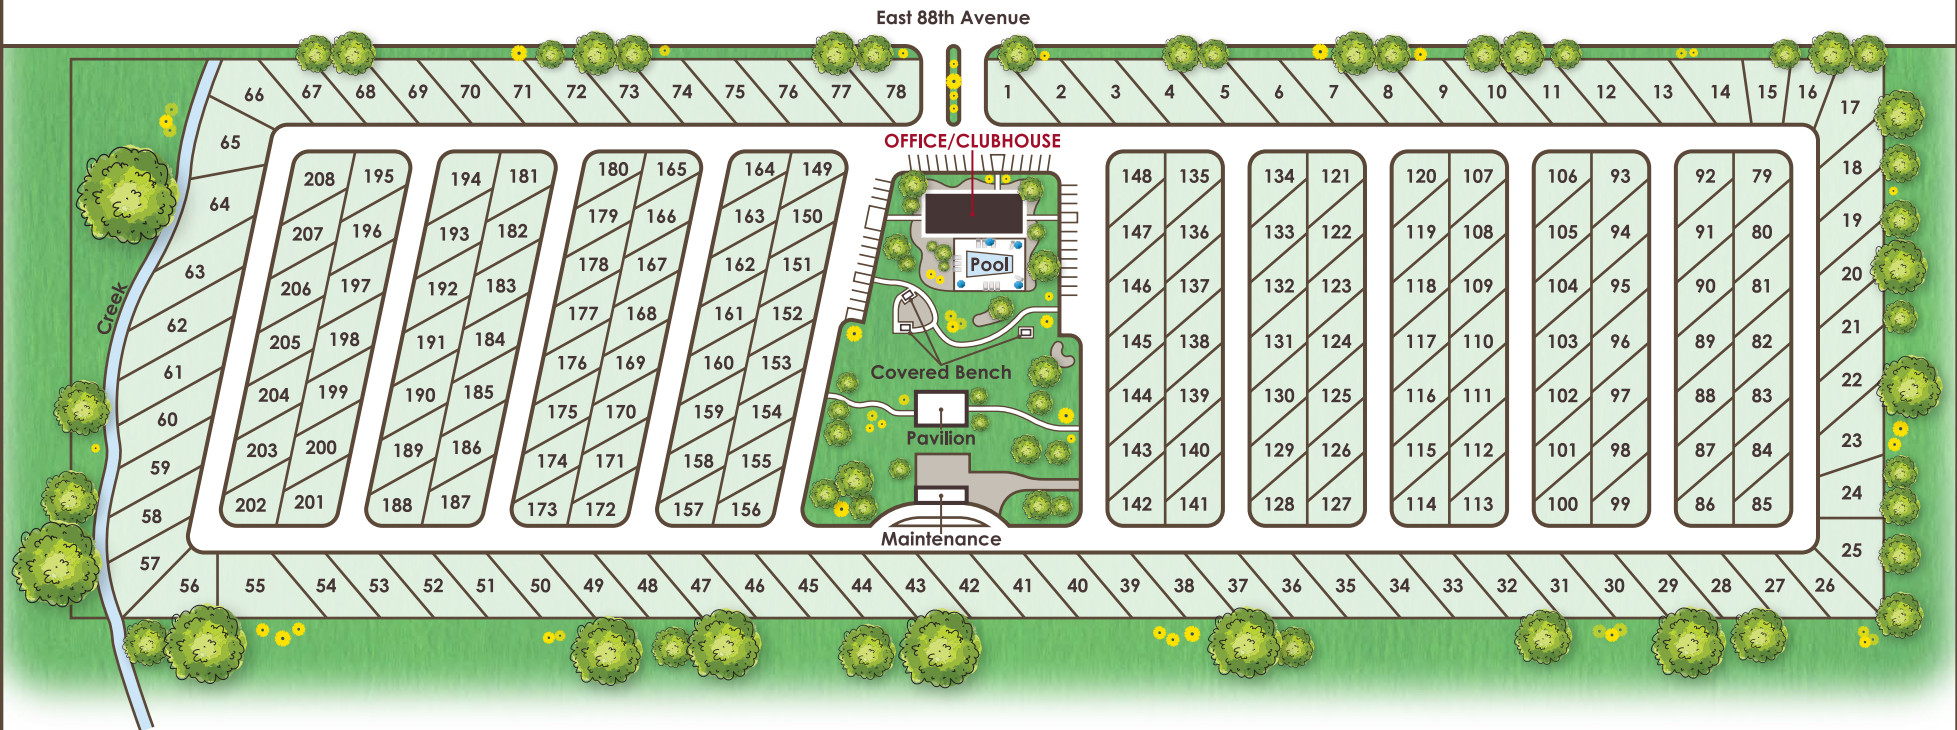 East 88th Avenue
66 67 68 69 70 71 72 73 74 75 76 77 78 1 2 3 4 5 6 7 8 9 10 11 12 13 14 15 16 17
65
OFFICE/CLUBHOUSE
208 195 194 181 180 165 164 149 148 135 134 121 120 107 106 93 92 79 18
64 207 196 193 182 179 166 163 150 147 136 133 122 119 108 105 94 91 80 19
63 206 197 192 183 178 167 162 151 Pool 146 137 132 123 118 109 104 95 90 81 20
Creek
62 205 198 191 184 177 168 161 152 145 138 131 124 117 110 103 96 89 82 21
61 204 199 190 185 176 169 160 153 Covered Bench 144 139 130 125 116 111 102 97 88 83 22
60 203 200 189 186 175 170 159 154 Pavilion 143 140 129 126 115 112 101 98 87 84 23
59 202 201 188 187 174 171 158 155 142 141 128 127 114 113 100 99 86 85 24
58 173 172 157 156
Maintenance
57 25
56 55 54 53 52 51 50 49 48 47 46 45 44 43 42 41 40 39 38 37 36 35 34 33 32 31 30 29 28 27 26